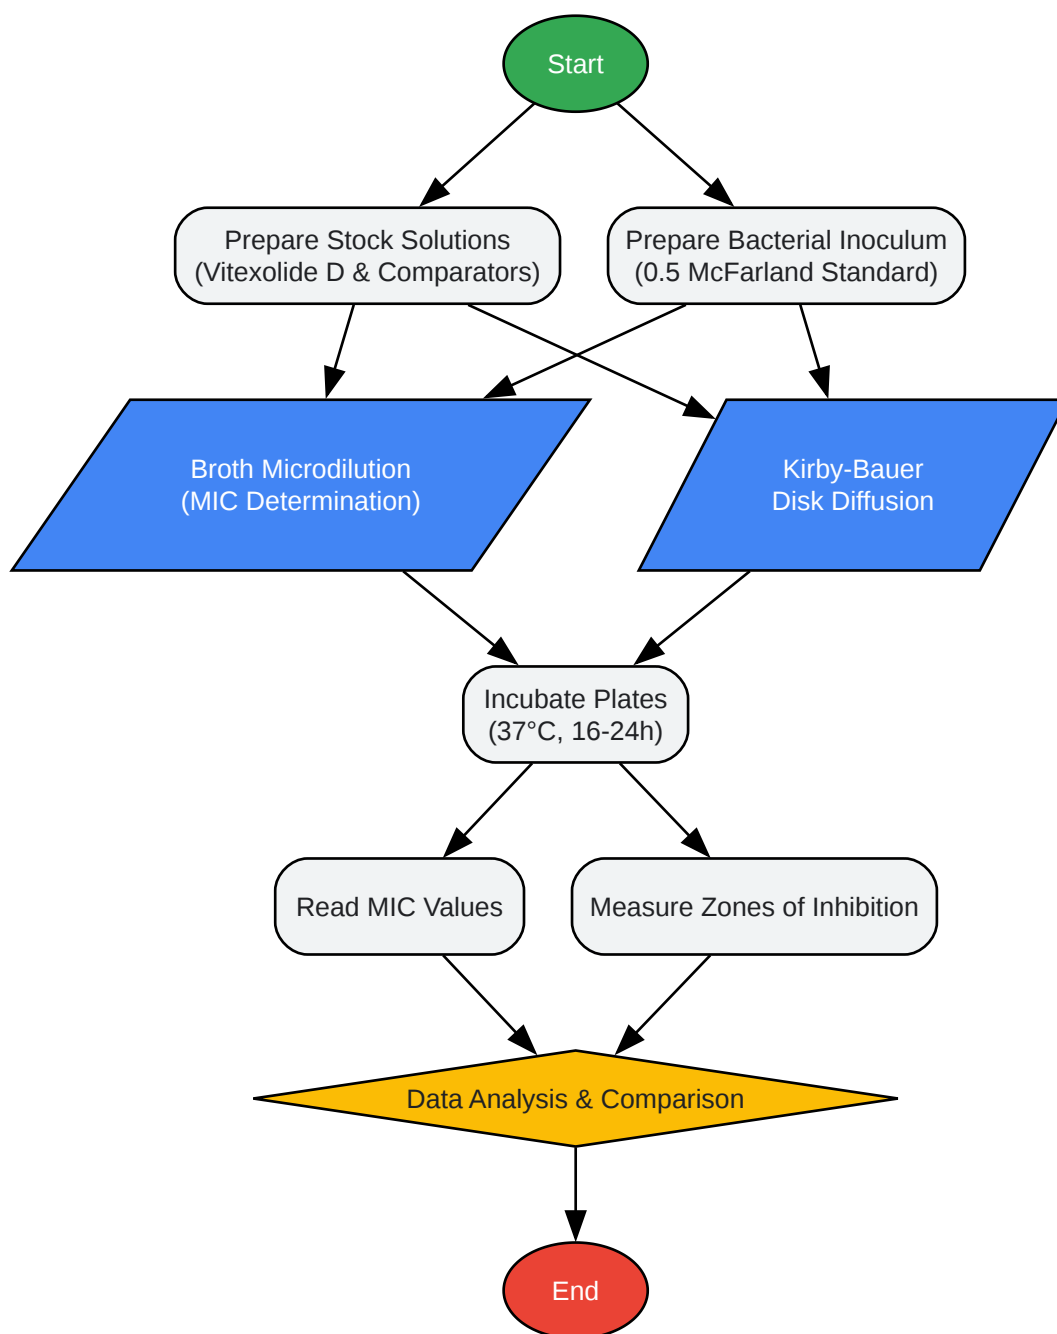 Start
Prepare Stock Solutions
(Vitexolide D & Comparators)
Prepare Bacterial Inoculum
(0.5 McFarland Standard)
Broth Microdilution
(MIC Determination)
Kirby-Bauer
Disk Diffusion
Incubate Plates
(37°C, 16-24h)
Read MIC Values
Measure Zones of Inhibition
Data Analysis & Comparison
End